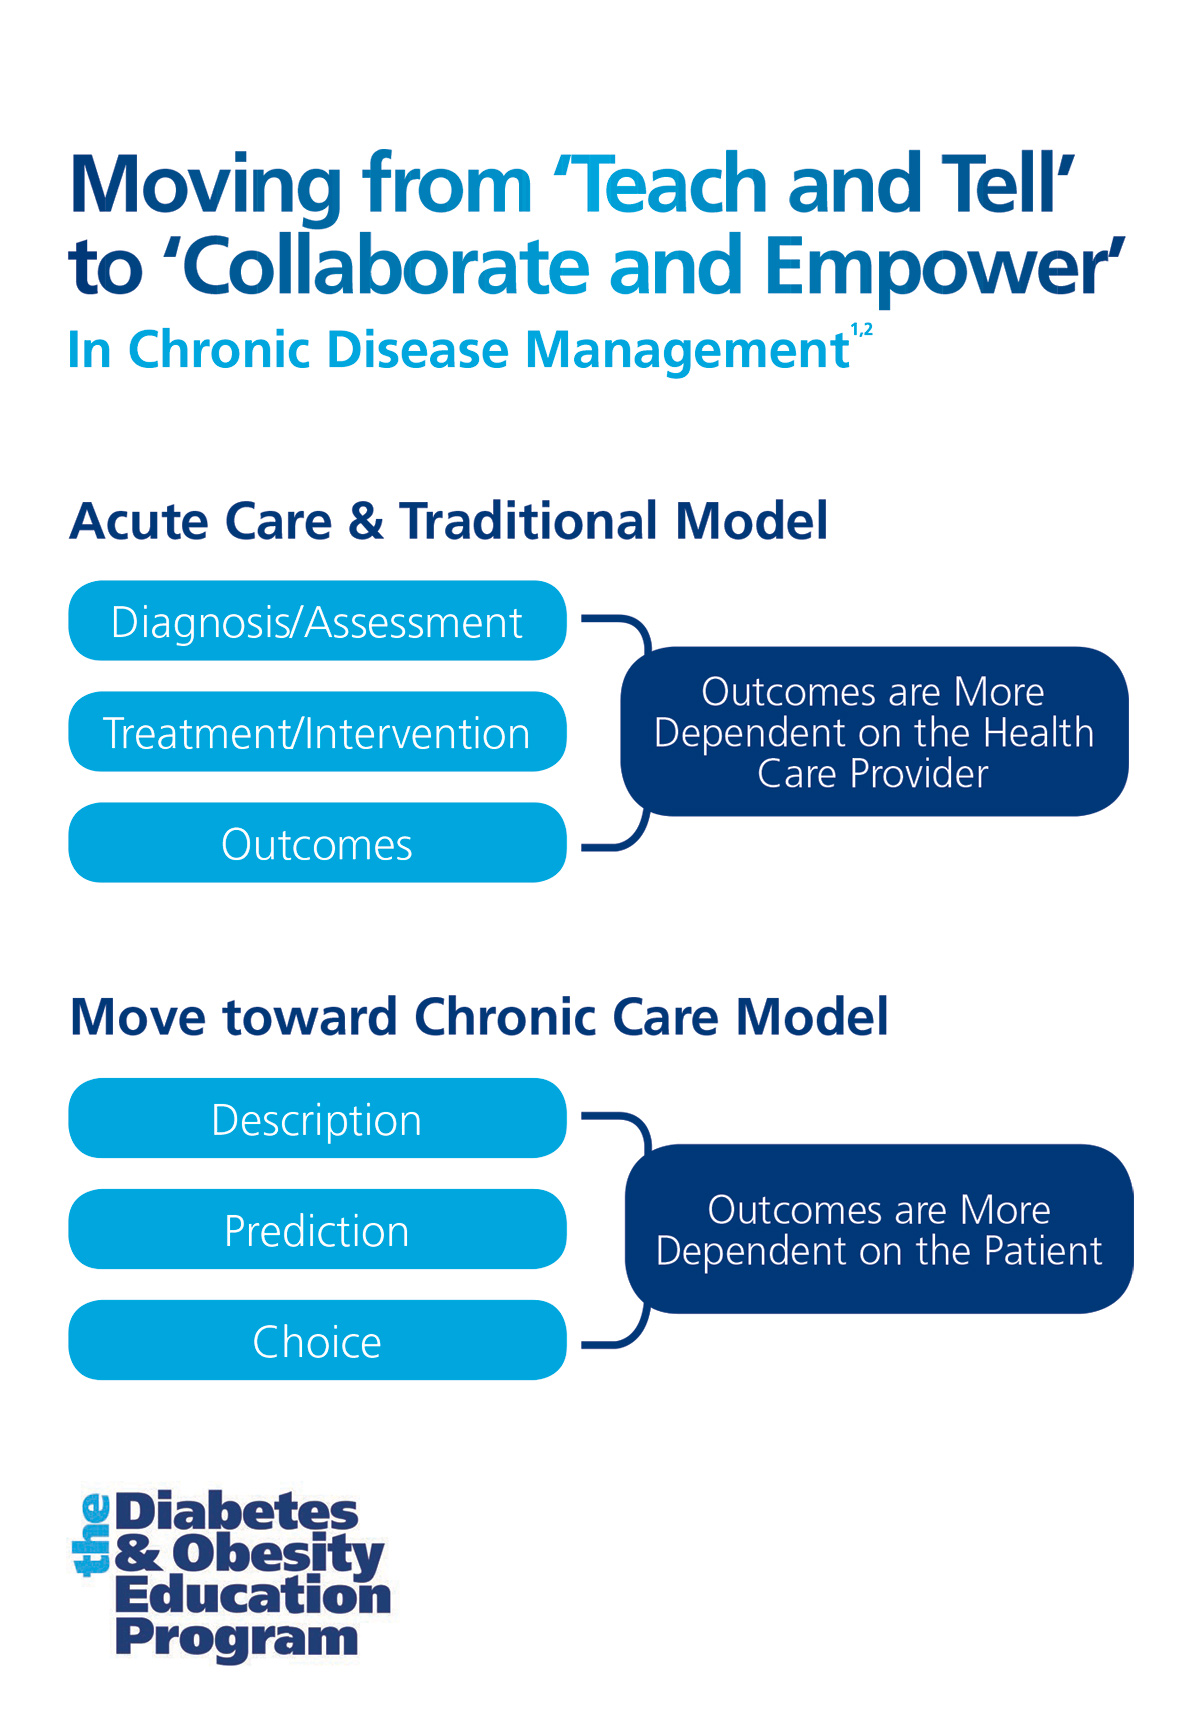 Moving from ‘Teach and Tell’
to ‘Collaborate and Empower’
In Chronic Disease Management1,2
Acute Care & Traditional Model
Diagnosis/Assessment
Treatment/Intervention
Outcomes
Outcomes are More
Dependent on the Health
Care Provider
Move toward Chronic Care Model
Description
Prediction
Choice
Outcomes are More
Dependent on the Patient
the
Diabetes
& Obesity
Education
Program